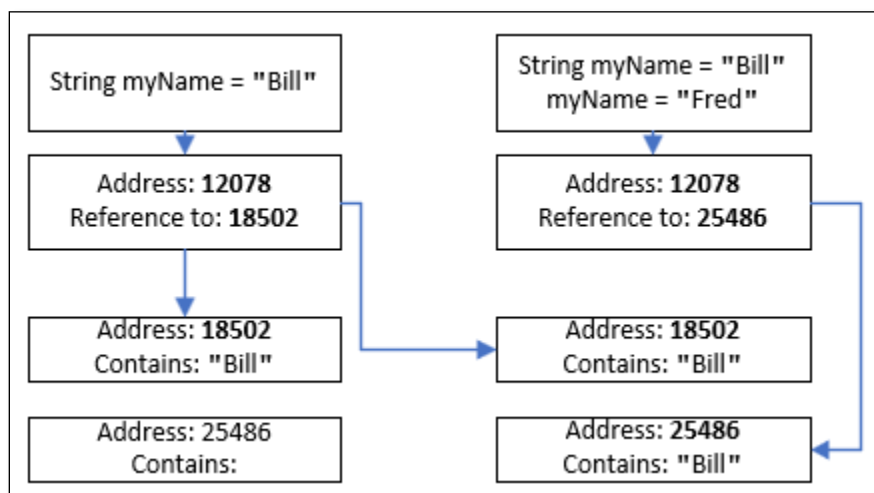 String myName = "Bill"
Address: 12078
Reference to: 18502
Address: 18502
Contains: "Bill"
Address: 25486
Contains:
String myName = "Bill"
myName = "Fred"
Address: 12078
Reference to: 25486
Address: 18502
Contains: "Bill"
Address: 25486
Contains: "Bill"